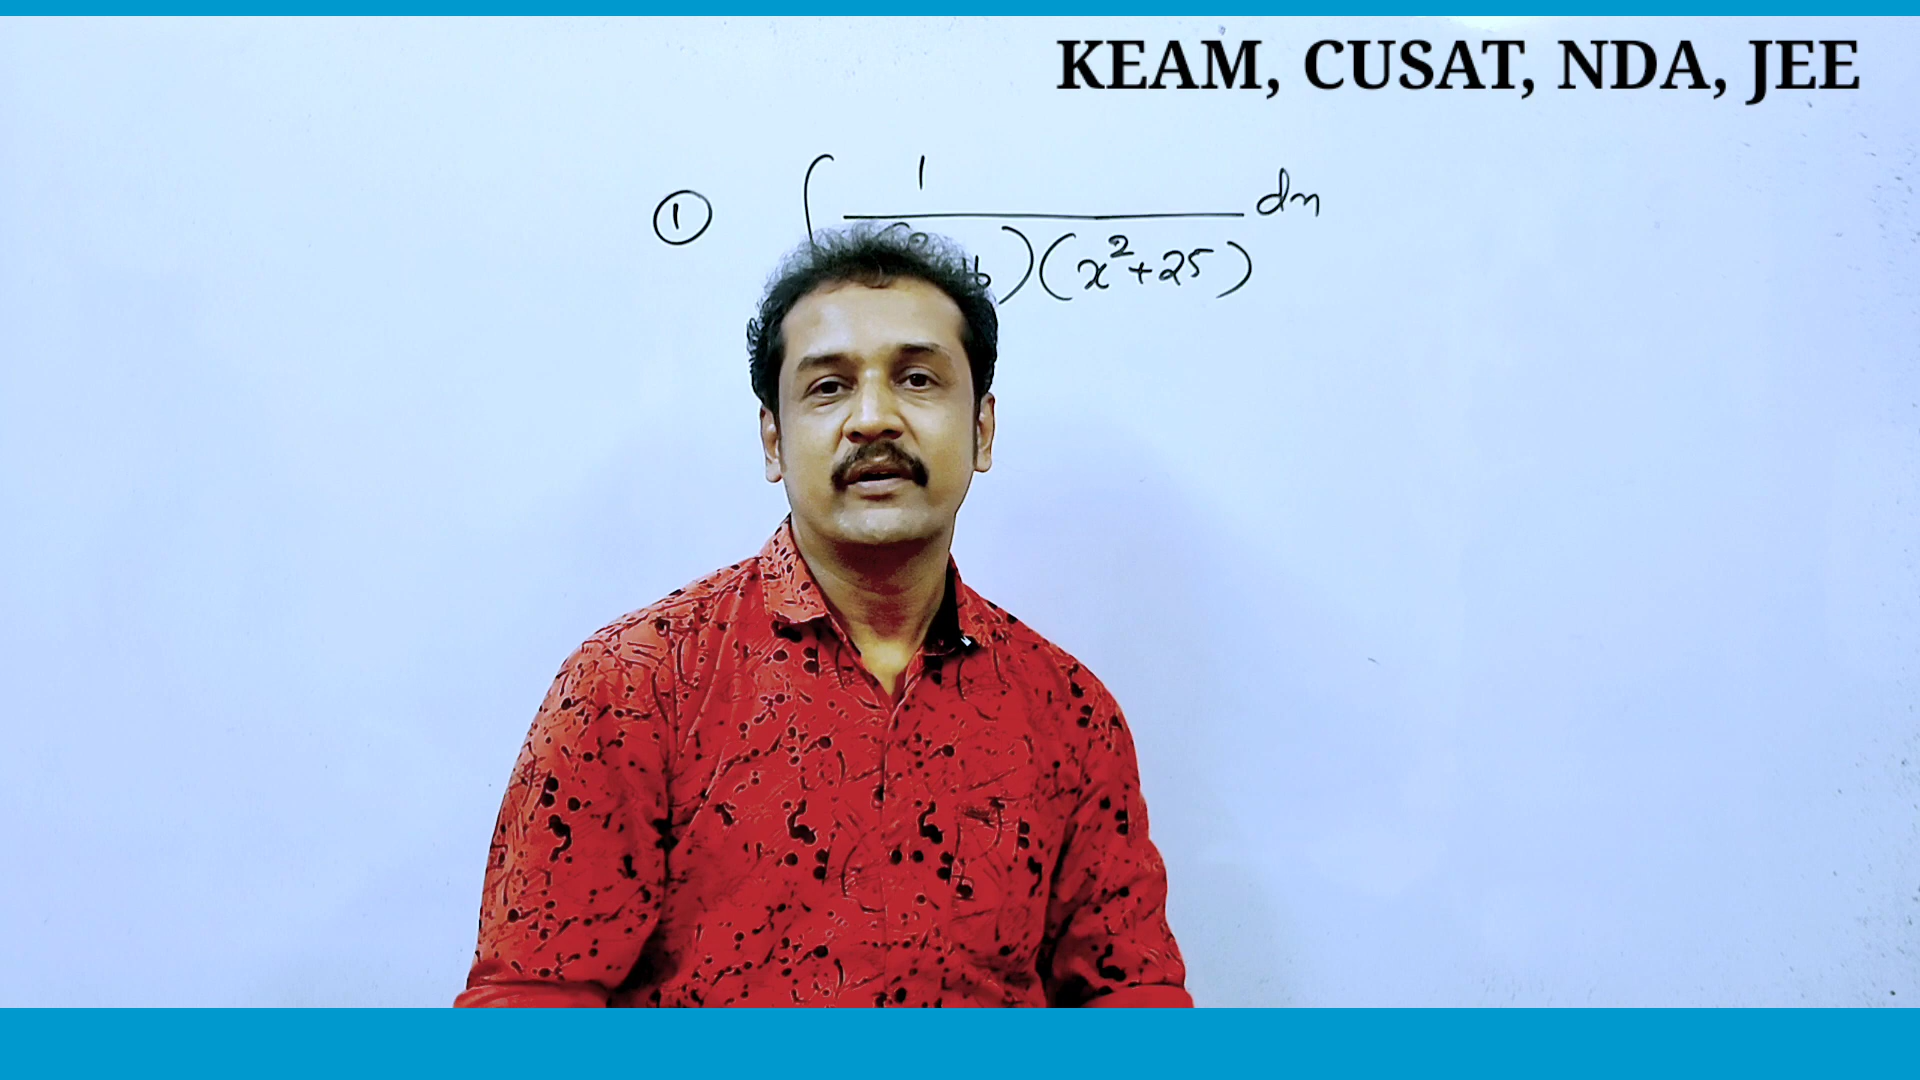 KEAM, CUSAT, NDA, JEE
① ∫ 1 dx
)(x²+25)